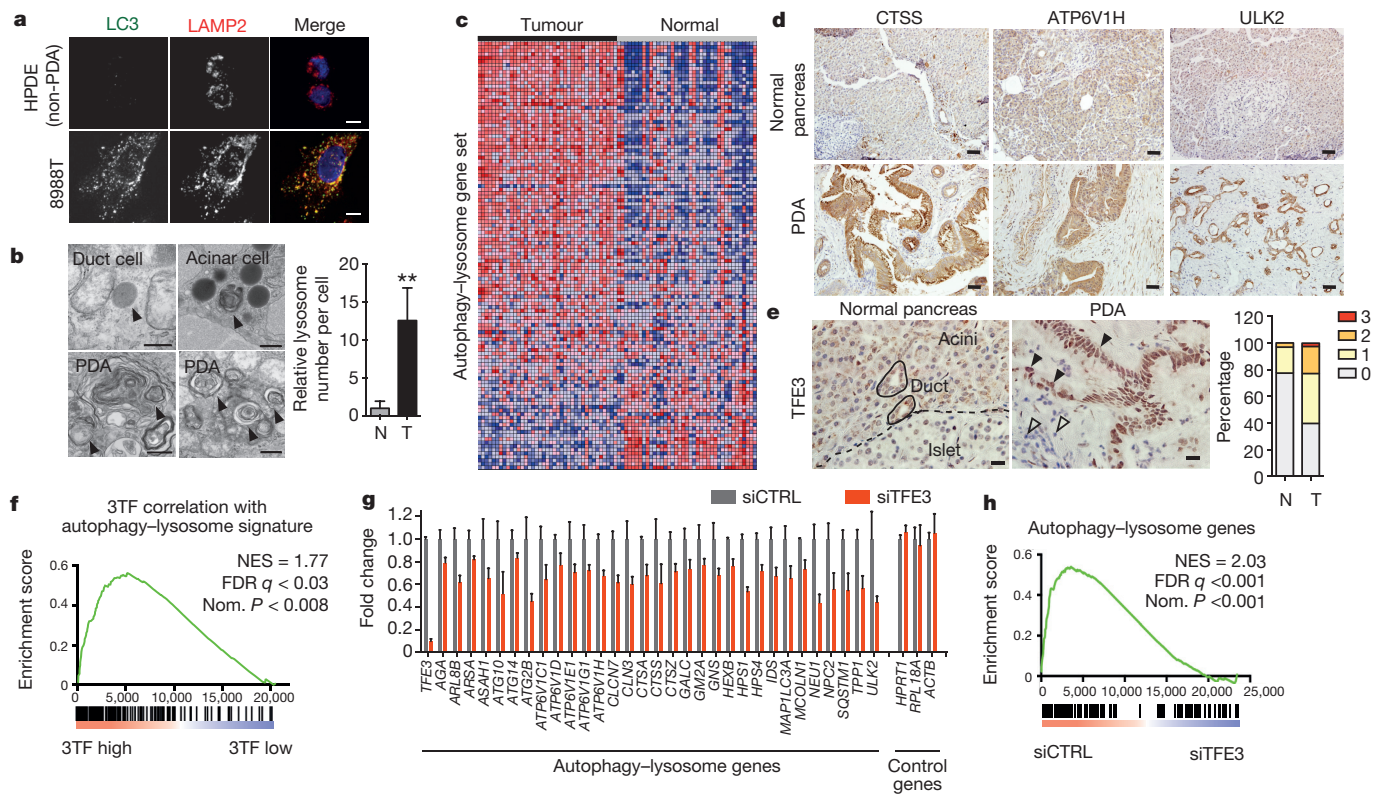 a
LC3
LAMP2
Merge
HPDE
(non-PDA)
8988T
b
Duct cell
Acinar cell
PDA
PDA
Relative lysosome
number per cell
20
15
10
5
0
**
N
T
c
Tumour
Normal
Autophagy–lysosome gene set
d
CTSS
ATP6V1H
ULK2
Normal
pancreas
PDA
e
Normal pancreas
PDA
TFE3
Acini
Duct
Islet
Percentage
120
100
80
60
40
20
0
N
T
3
2
1
0
f
3TF correlation with
autophagy–lysosome signature
NES = 1.77
FDR q < 0.03
Nom. P < 0.008
Enrichment score
0.6
0.4
0.2
0
0
5,000
10,000
15,000
20,000
3TF high
3TF low
g
siCTRL
siTFE3
Fold change
1.2
1.0
0.8
0.6
0.4
0.2
0
TFE3
AGA
ARL8B
ARSA
ASAH1
ATG10
ATG14
ATG2B
ATP6V1C1
ATP6V1D
ATP6V1E1
ATP6V1G1
ATP6V1H
CLCN7
CLN3
CTSA
CTSS
CTSZ
GALC
GM2A
GNS
HEXB
HPS1
HPS4
IDS
MAP1LC3A
MCOLN1
NEU1
NPC2
SQSTM1
TPP1
ULK2
HPRT1
RPL18A
ACTB
Autophagy–lysosome genes
Control
genes
h
Autophagy–lysosome genes
NES = 2.03
FDR q <0.001
Nom. P <0.001
Enrichment score
0.6
0.4
0.2
0
0
5,000
10,000
15,000
20,000
25,000
siCTRL
siTFE3